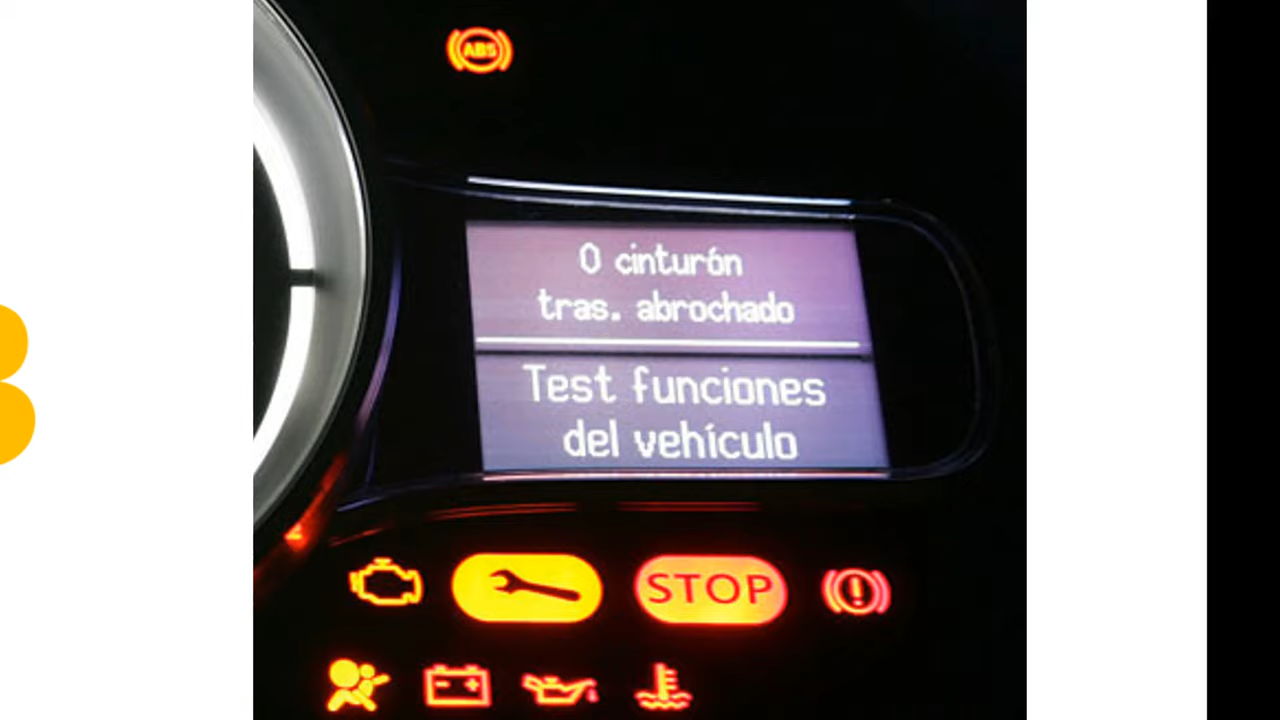 ABS
0 cinturón
tras. abrochado
Test funciones
del vehículo
STOP